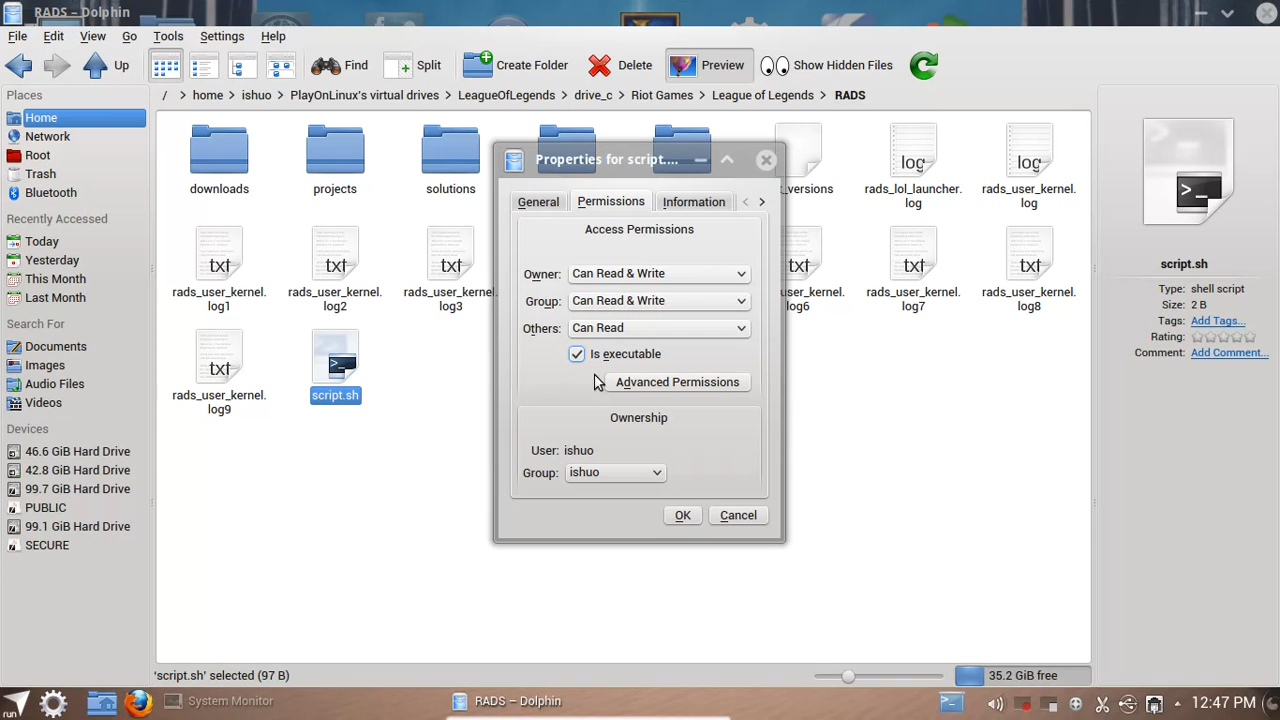 RADS – Dolphin
File Edit View Go Tools Settings Help
Up Find Split Create Folder Delete Preview Show Hidden Files
Places
/ home ishuo PlayOnLinux's virtual drives LeagueOfLegends drive_c Riot Games League of Legends RADS
Home
Network
Root
Trash
Bluetooth
Recently Accessed
Today
Yesterday
This Month
Last Month
Search For
Documents
Images
Audio Files
Videos
Devices
46.6 GiB Hard Drive
42.8 GiB Hard Drive
99.7 GiB Hard Drive
PUBLIC
99.1 GiB Hard Drive
SECURE
downloads
projects
solutions
_versions
log
rads_lol_launcher.
log
log
rads_user_kernel.
log
txt
rads_user_kernel.
log1
txt
rads_user_kernel.
log2
txt
rads_user_kernel.
log3
txt
rads_user_kernel.
log6
txt
rads_user_kernel.
log7
txt
rads_user_kernel.
log8
txt
rads_user_kernel.
log9
>_
script.sh
Properties for script....
General Permissions Information
Access Permissions
Owner: Can Read & Write
Group: Can Read & Write
Others: Can Read
Is executable
Advanced Permissions
Ownership
User: ishuo
Group: ishuo
OK Cancel
>_
script.sh
Type: shell script
Size: 2 B
Tags: Add Tags...
Rating:
Comment: Add Comment...
'script.sh' selected (97 B)
35.2 GiB free
run System Monitor RADS – Dolphin 12:47 PM